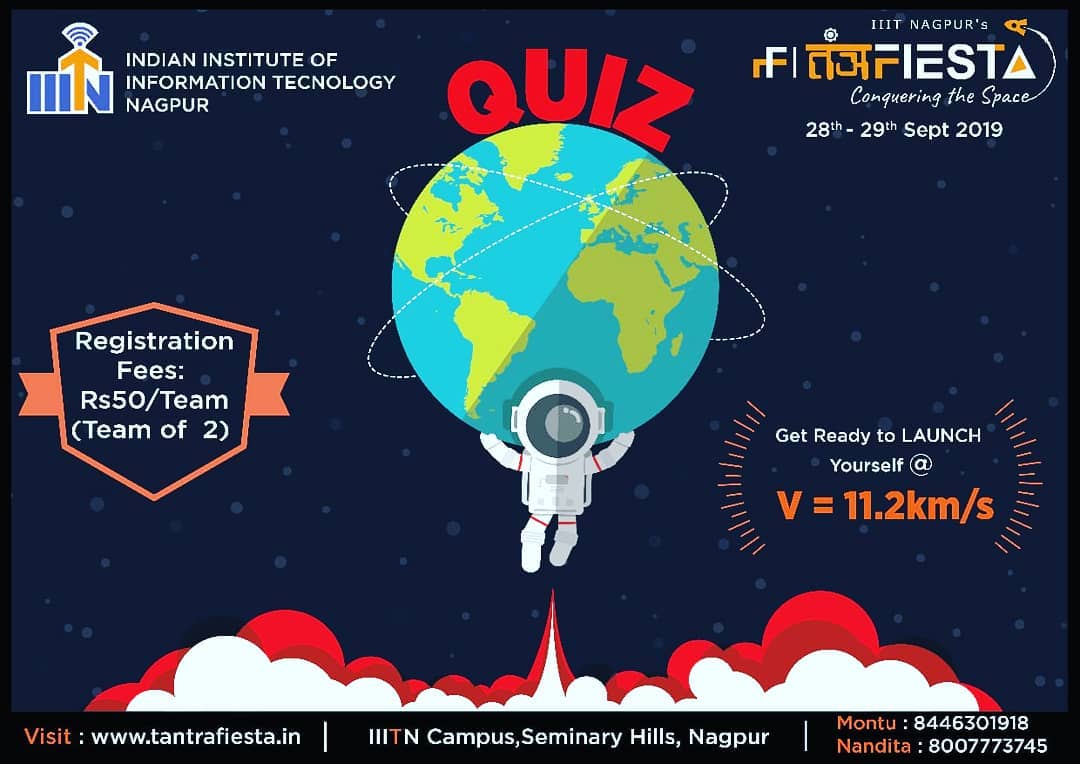 IIITN
INDIAN INSTITUTE OF
INFORMATION TECNOLOGY
NAGPUR
QUIZ
IIIT NAGPUR's
TF | तंत्रFIESTA
Conquering the Space
28th - 29th Sept 2019
Registration
Fees:
Rs50/Team
(Team of 2)
Get Ready to LAUNCH
Yourself @
V = 11.2km/s
Visit : www.tantrafiesta.in | IIITN Campus,Seminary Hills, Nagpur |
Montu : 8446301918
Nandita : 8007773745